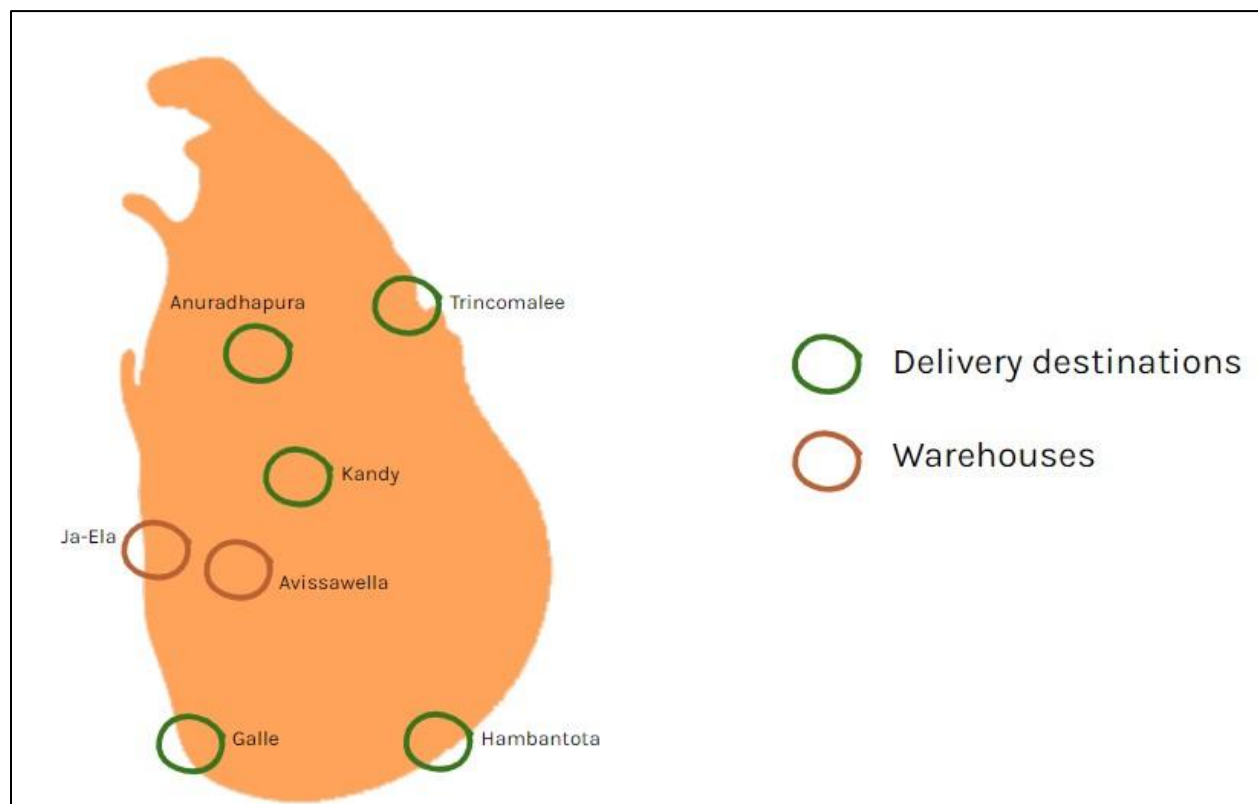 Anuradhapura
Trincomalee
Delivery destinations
Kandy
Warehouses
Ja-Ela
Avissawella
Galle
Hambantota